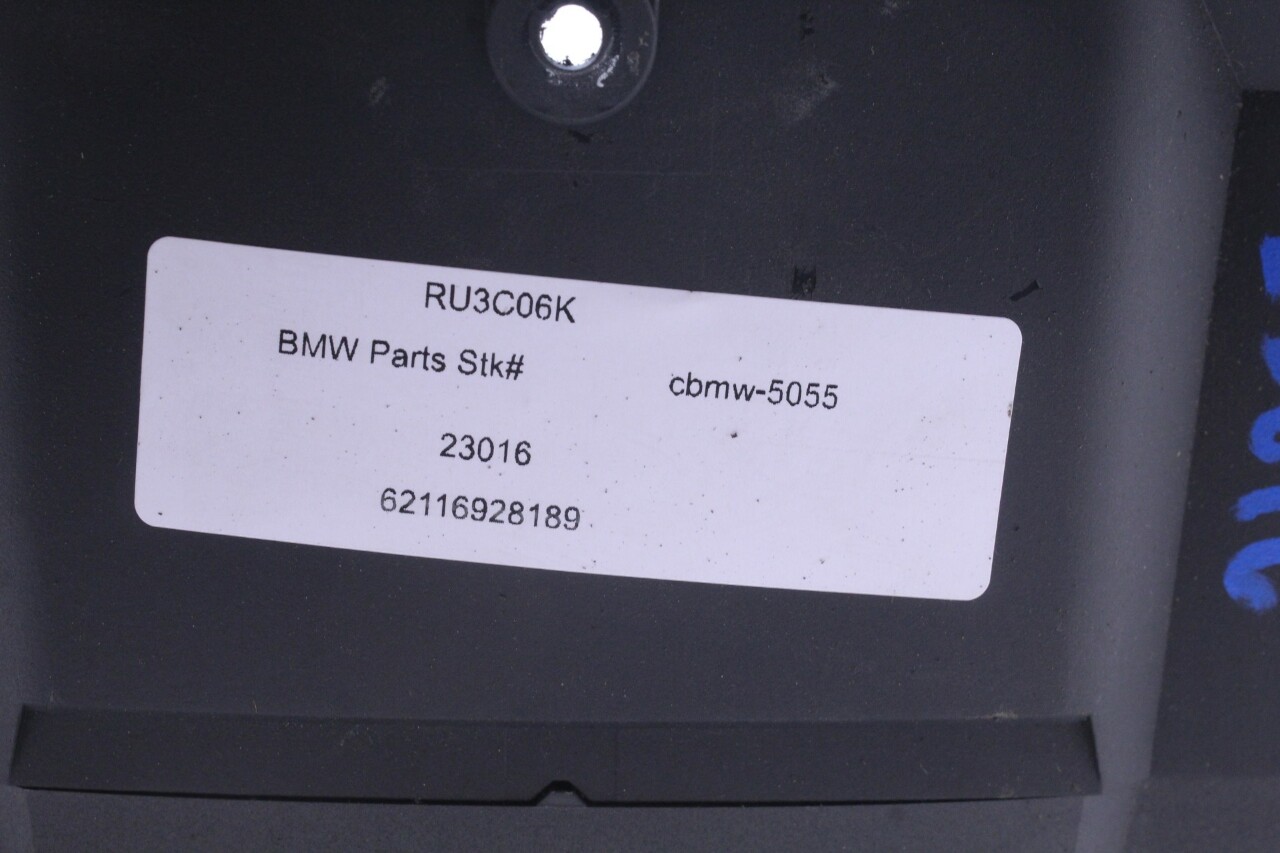 RU3C06K
BMW Parts Stk# cbmw-5055
23016
62116928189